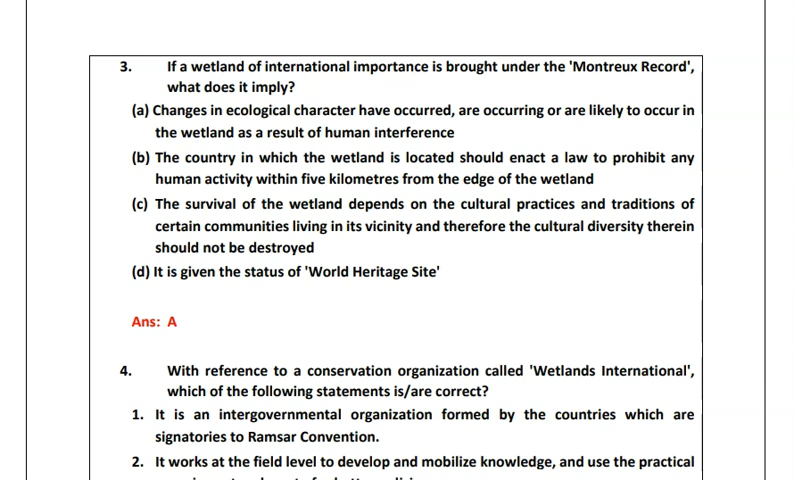 3. If a wetland of international importance is brought under the 'Montreux Record',
what does it imply?
(a) Changes in ecological character have occurred, are occurring or are likely to occur in
the wetland as a result of human interference
(b) The country in which the wetland is located should enact a law to prohibit any
human activity within five kilometres from the edge of the wetland
(c) The survival of the wetland depends on the cultural practices and traditions of
certain communities living in its vicinity and therefore the cultural diversity therein
should not be destroyed
(d) It is given the status of 'World Heritage Site'
Ans: A
4. With reference to a conservation organization called 'Wetlands International',
which of the following statements is/are correct?
1. It is an intergovernmental organization formed by the countries which are
signatories to Ramsar Convention.
2. It works at the field level to develop and mobilize knowledge, and use the practical